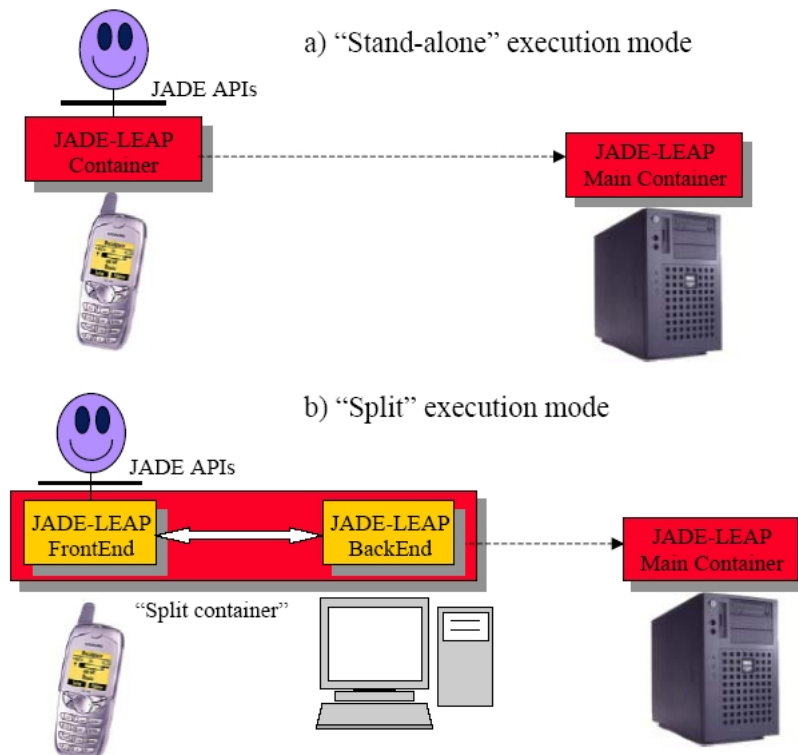 a) “Stand-alone” execution mode
JADE APIs
JADE-LEAP
Container
JADE-LEAP
Main Container
b) “Split” execution mode
JADE APIs
JADE-LEAP
FrontEnd
JADE-LEAP
BackEnd
JADE-LEAP
Main Container
“Split container”